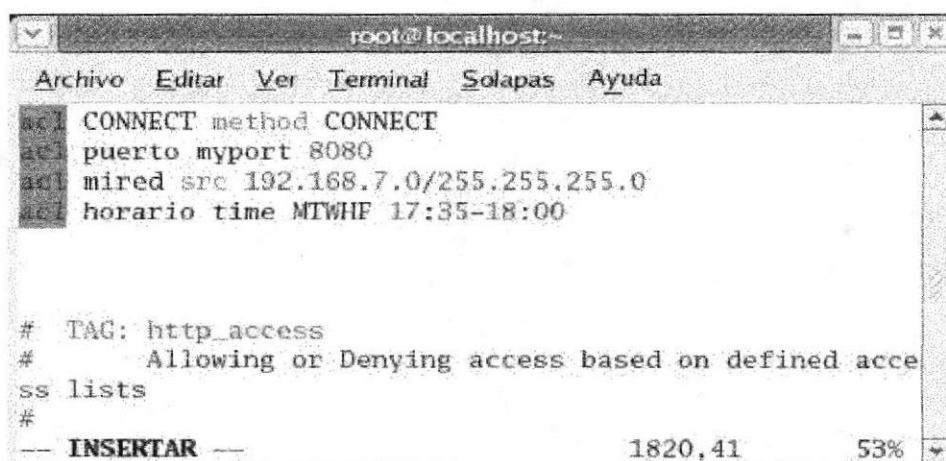 root@localhost:~
Archivo Editar Ver Terminal Solapas Ayuda
acl CONNECT method CONNECT
acl puerto myport 8080
acl mired src 192.168.7.0/255.255.255.0
acl horario time MTWHF 17:35-18:00
# TAG: http_access
# Allowing or Denying access based on defined acce
ss lists
#
-- INSERTAR -- 1820,41 53%